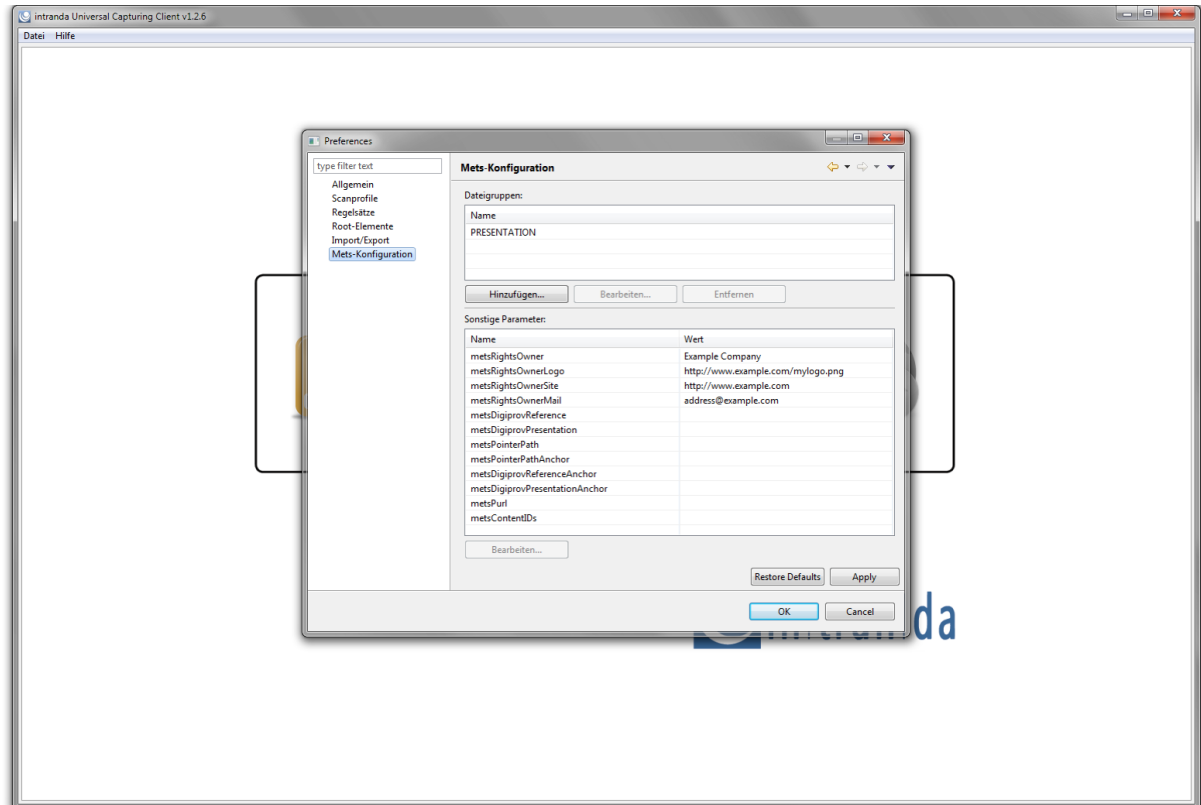 intranda Universal Capturing Client v1.2.6
Datei Hilfe
Preferences
type filter text
Allgemein
Scanprofile
Regelsätze
Root-Elemente
Import/Export
Mets-Konfiguration
Mets-Konfiguration
Dateigruppen:
Name
PRESENTATION
Hinzufügen... Bearbeiten... Entfernen
Sonstige Parameter:
Name Wert
metsRightsOwner Example Company
metsRightsOwnerLogo http://www.example.com/mylogo.png
metsRightsOwnerSite http://www.example.com
metsRightsOwnerMail address@example.com
metsDigiprovReference
metsDigiprovPresentation
metsPointerPath
metsPointerPathAnchor
metsDigiprovReferenceAnchor
metsDigiprovPresentationAnchor
metsPurl
metsContentIDs
Bearbeiten...
Restore Defaults Apply
OK Cancel